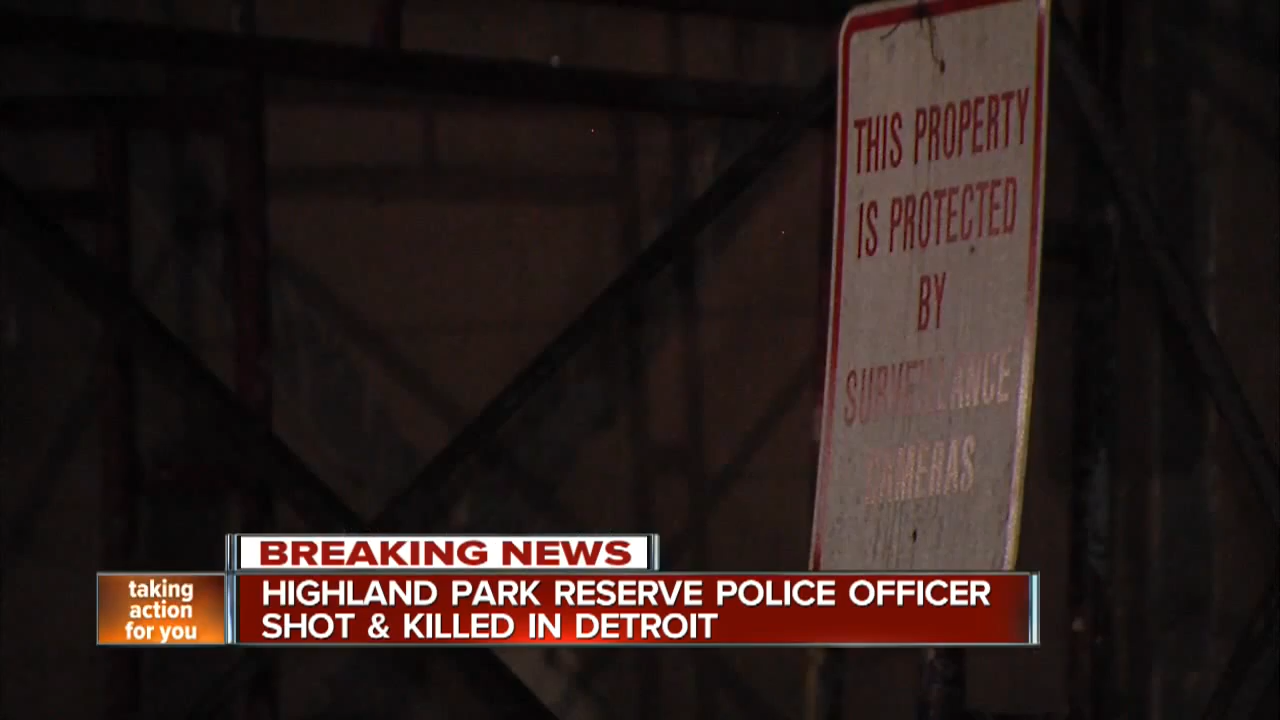 THIS PROPERTY
IS PROTECTED
BY
SURVEILLANCE
CAMERAS
BREAKING NEWS
taking
action
for you
HIGHLAND PARK RESERVE POLICE OFFICER
SHOT & KILLED IN DETROIT